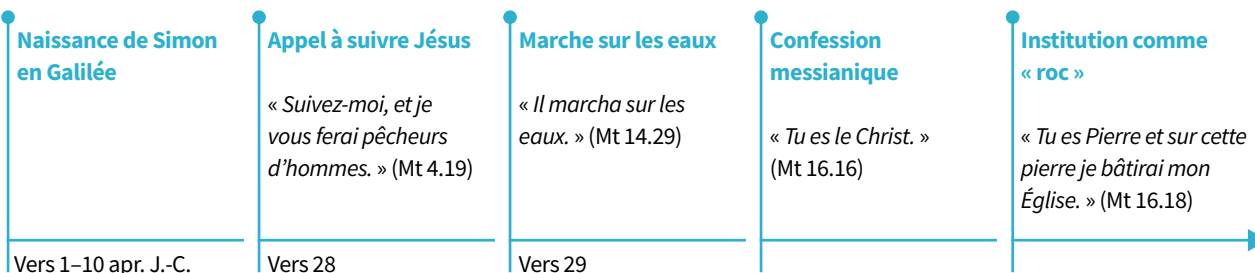 Naissance de Simon
en Galilée
Appel à suivre Jésus
« Suivez-moi, et je
vous ferai pêcheurs
d’hommes. » (Mt 4.19)
Marche sur les eaux
« Il marcha sur les
eaux. » (Mt 14.29)
Confession
messianique
« Tu es le Christ. »
(Mt 16.16)
Institution comme
« roc »
« Tu es Pierre et sur cette
pierre je bâtirai mon
Église. » (Mt 16.18)
Vers 1–10 apr. J.-C.
Vers 28
Vers 29